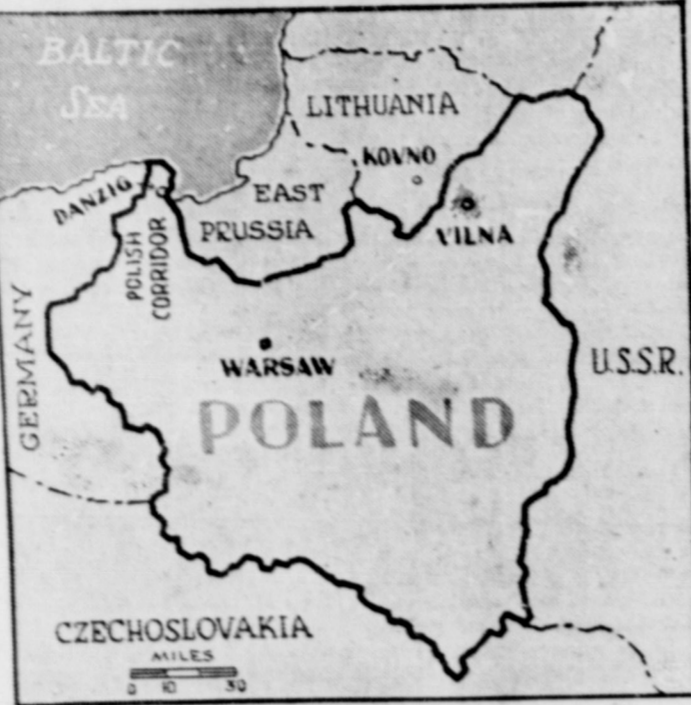 BALTIC
SEA
LITHUANIA
KOVNO
DANZIG
EAST
PRUSSIA
VILNA
POLISH
CORRIDOR
GERMANY
WARSAW
U.S.S.R.
POLAND
CZECHOSLOVAKIA
MILES
0 10 30